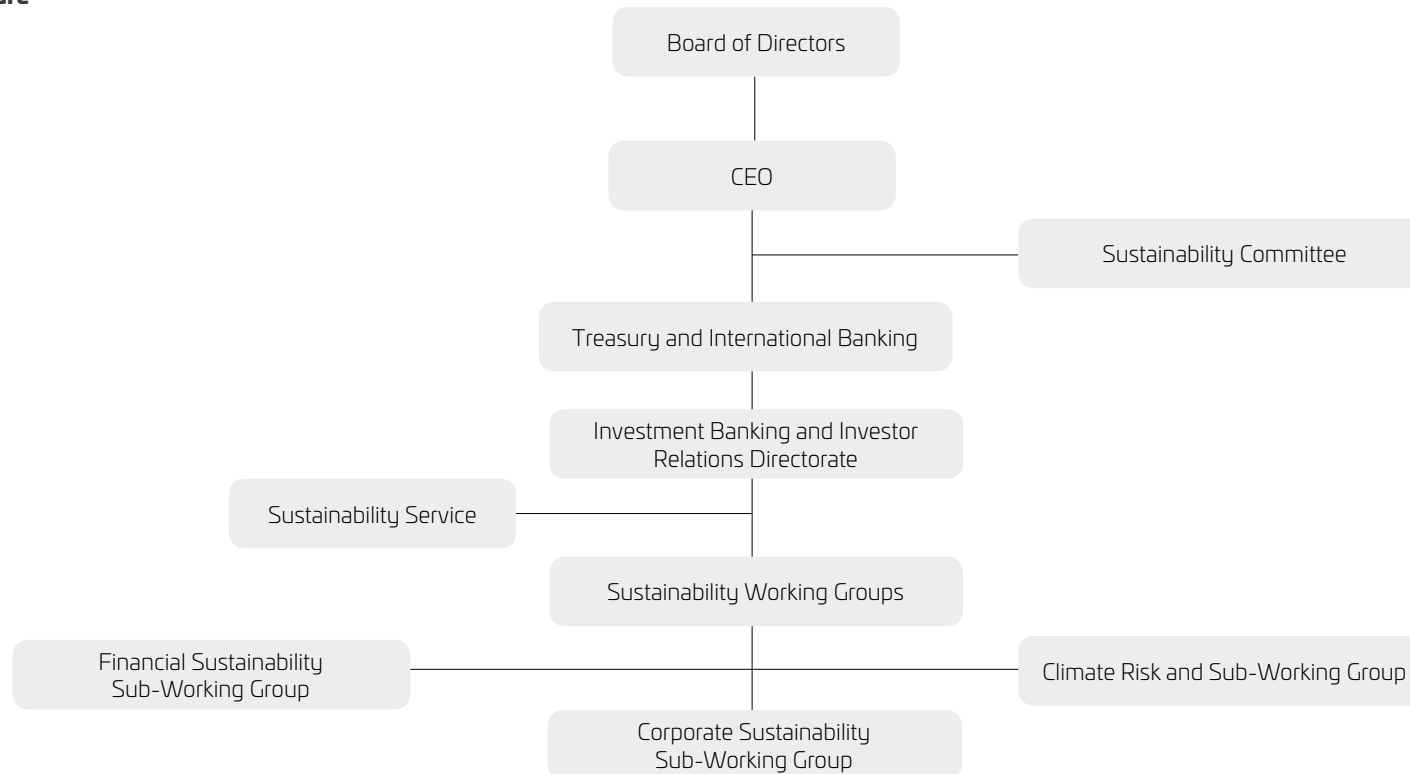 Board of Directors
CEO
Sustainability Committee
Treasury and International Banking
Investment Banking and Investor
Relations Directorate
Sustainability Service
Sustainability Working Groups
Financial Sustainability
Sub-Working Group
Climate Risk and Sub-Working Group
Corporate Sustainability
Sub-Working Group